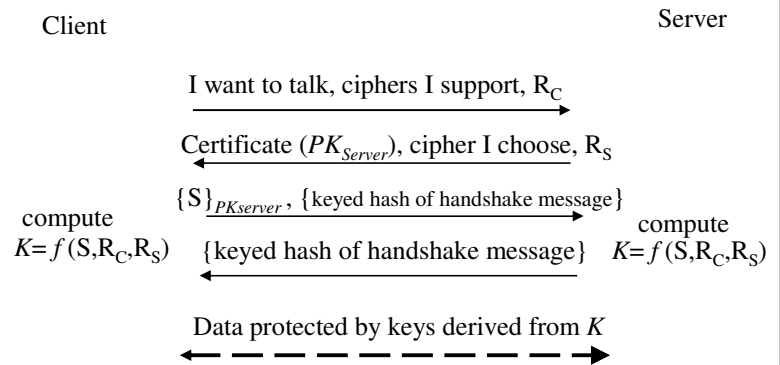 Client
Server
I want to talk, ciphers I support, R_C
Certificate (PK_Server), cipher I choose, R_S
{S}_PKserver, {keyed hash of handshake message}
compute
K= f (S,R_C,R_S)
compute
K= f (S,R_C,R_S)
{keyed hash of handshake message}
Data protected by keys derived from K